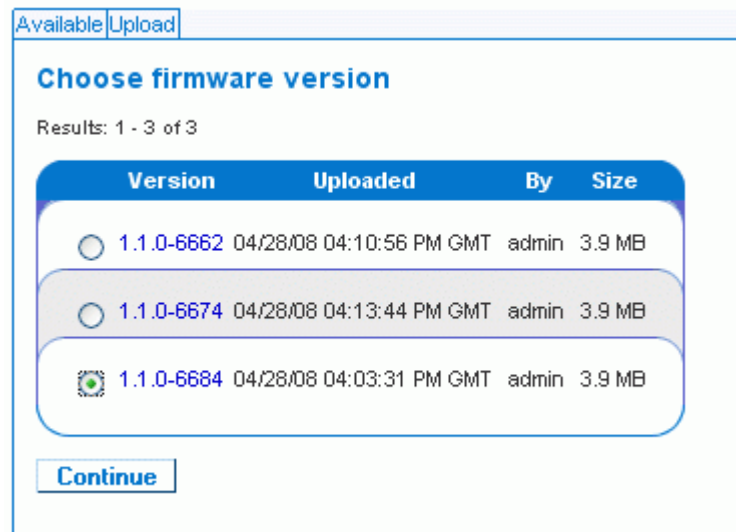 Available Upload
Choose firmware version
Results: 1 - 3 of 3
Version Uploaded By Size
1.1.0-6662 04/28/08 04:10:56 PM GMT admin 3.9 MB
1.1.0-6674 04/28/08 04:13:44 PM GMT admin 3.9 MB
1.1.0-6684 04/28/08 04:03:31 PM GMT admin 3.9 MB
Continue